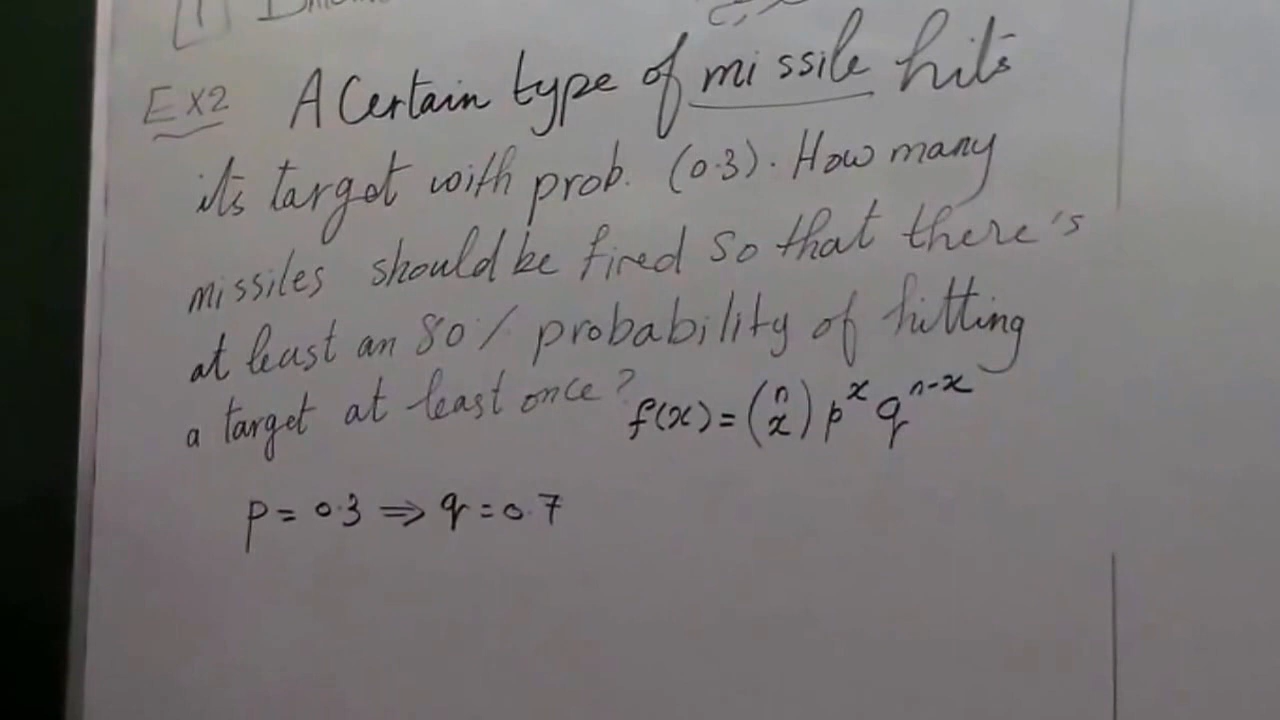 Ex2 A Certain type of missile hits
its target with prob. (0.3). How many
missiles should be fired so that there's
at least an 80% probability of hitting
a target at least once? f(x) = (n x) p^x q^n-x
p = 0.3 ⇒ q = 0.7